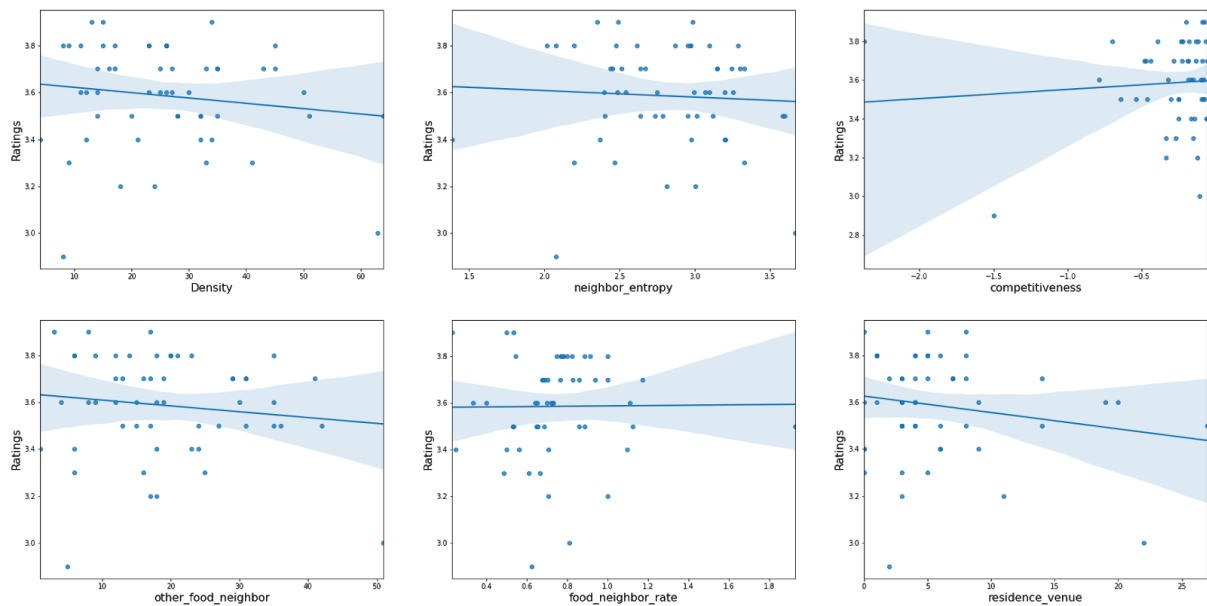 Ratings
3.8
3.6
3.4
3.2
3.0
10 20 30 40 50 60
Density
Ratings
3.8
3.6
3.4
3.2
3.0
1.5 2.0 2.5 3.0 3.5
neighbor_entropy
Ratings
3.8
3.6
3.4
3.2
3.0
2.8
−2.0 −1.5 −1.0 −0.5
competitiveness
Ratings
3.8
3.6
3.4
3.2
3.0
10 20 30 40 50
other_food_neighbor
Ratings
3.8
3.6
3.4
3.2
3.0
0.4 0.6 0.8 1.0 1.2 1.4 1.6 1.8
food_neighbor_rate
Ratings
3.8
3.6
3.4
3.2
3.0
0 5 10 15 20 25
residence_venue